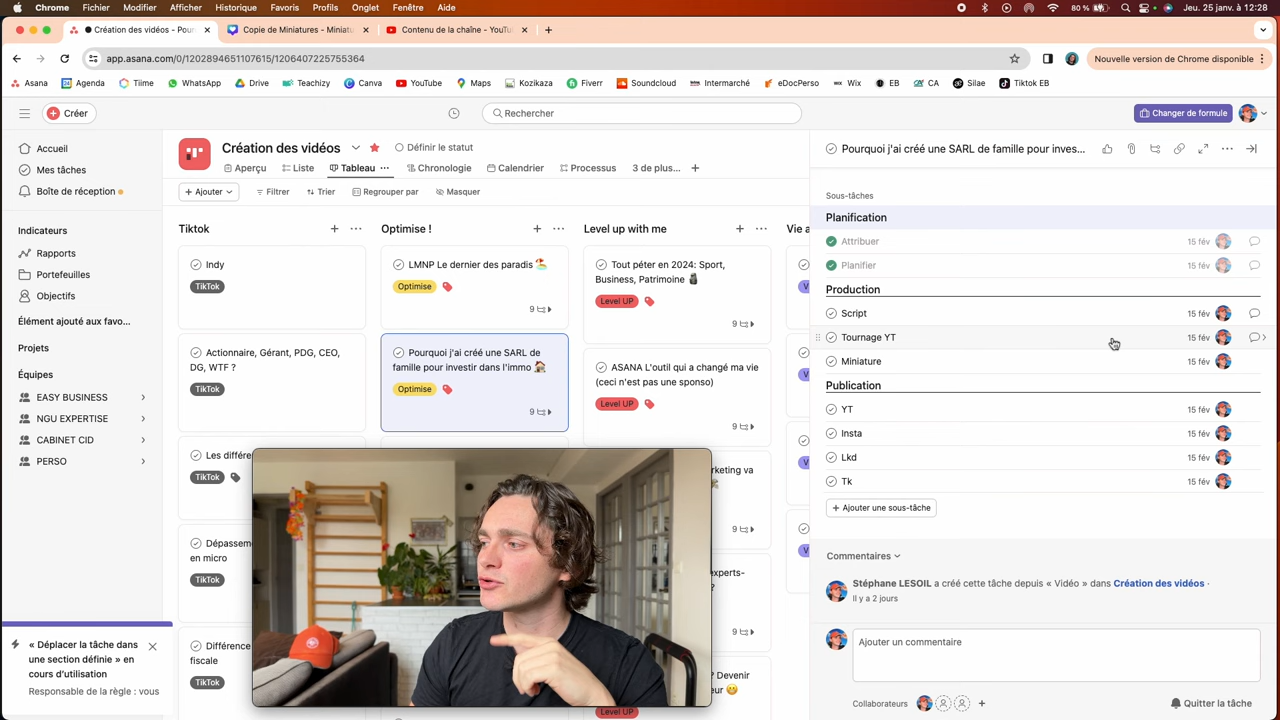 Chrome Fichier Modifier Afficher Historique Favoris Profils Onglet Fenêtre Aide
80 % Jeu. 25 janv. à 12:28
Création des vidéos - Pou
Copie de Miniatures - Miniatu
Contenu de la chaîne - YouTu
app.asana.com/0/1202894651107615/1206407225755364
Nouvelle version de Chrome disponible
Asana Agenda Tiime WhatsApp Drive Teachizy Canva YouTube Maps Kozikaza Fiverr Soundcloud Intermarché eDocPerso Wix EB CA Silae Tiktok EB
Créer
Rechercher
Changer de formule
Accueil
Mes tâches
Boîte de réception
Indicateurs
Rapports
Portefeuilles
Objectifs
Élément ajouté aux favo...
Projets
Équipes
EASY BUSINESS
NGU EXPERTISE
CABINET CID
PERSO
« Déplacer la tâche dans
une section définie » en
cours d'utilisation
Responsable de la règle : vous
Création des vidéos
Définir le statut
Aperçu Liste Tableau Chronologie Calendrier Processus 3 de plus...
Ajouter Filtrer Trier Regrouper par Masquer
Tiktok
Indy
TikTok
Actionnaire, Gérant, PDG, CEO,
DG, WTF ?
TikTok
Les différe
TikTok
Dépassem
en micro
TikTok
Différence
fiscale
TikTok
Optimise !
LMNP Le dernier des paradis
Optimise
9
Pourquoi j'ai créé une SARL de
famille pour investir dans l'immo
Optimise
9
Level up with me
Tout péter en 2024: Sport,
Business, Patrimoine
Level UP
9
ASANA L'outil qui a changé ma vie
(ceci n'est pas une sponso)
Level UP
9
rketing va
9
experts-
?
9
? Devenir
eur
Level UP
Vie a
V
V
V
V
Pourquoi j'ai créé une SARL de famille pour inves...
Sous-tâches
Planification
Attribuer 15 fév
Planifier 15 fév
Production
Script 15 fév
Tournage YT 15 fév
Miniature 15 fév
Publication
YT 15 fév
Insta 15 fév
Lkd 15 fév
Tk 15 fév
Ajouter une sous-tâche
Commentaires
Stéphane LESOIL a créé cette tâche depuis « Vidéo » dans Création des vidéos ·
Il y a 2 jours
Ajouter un commentaire
Collaborateurs
Quitter la tâche